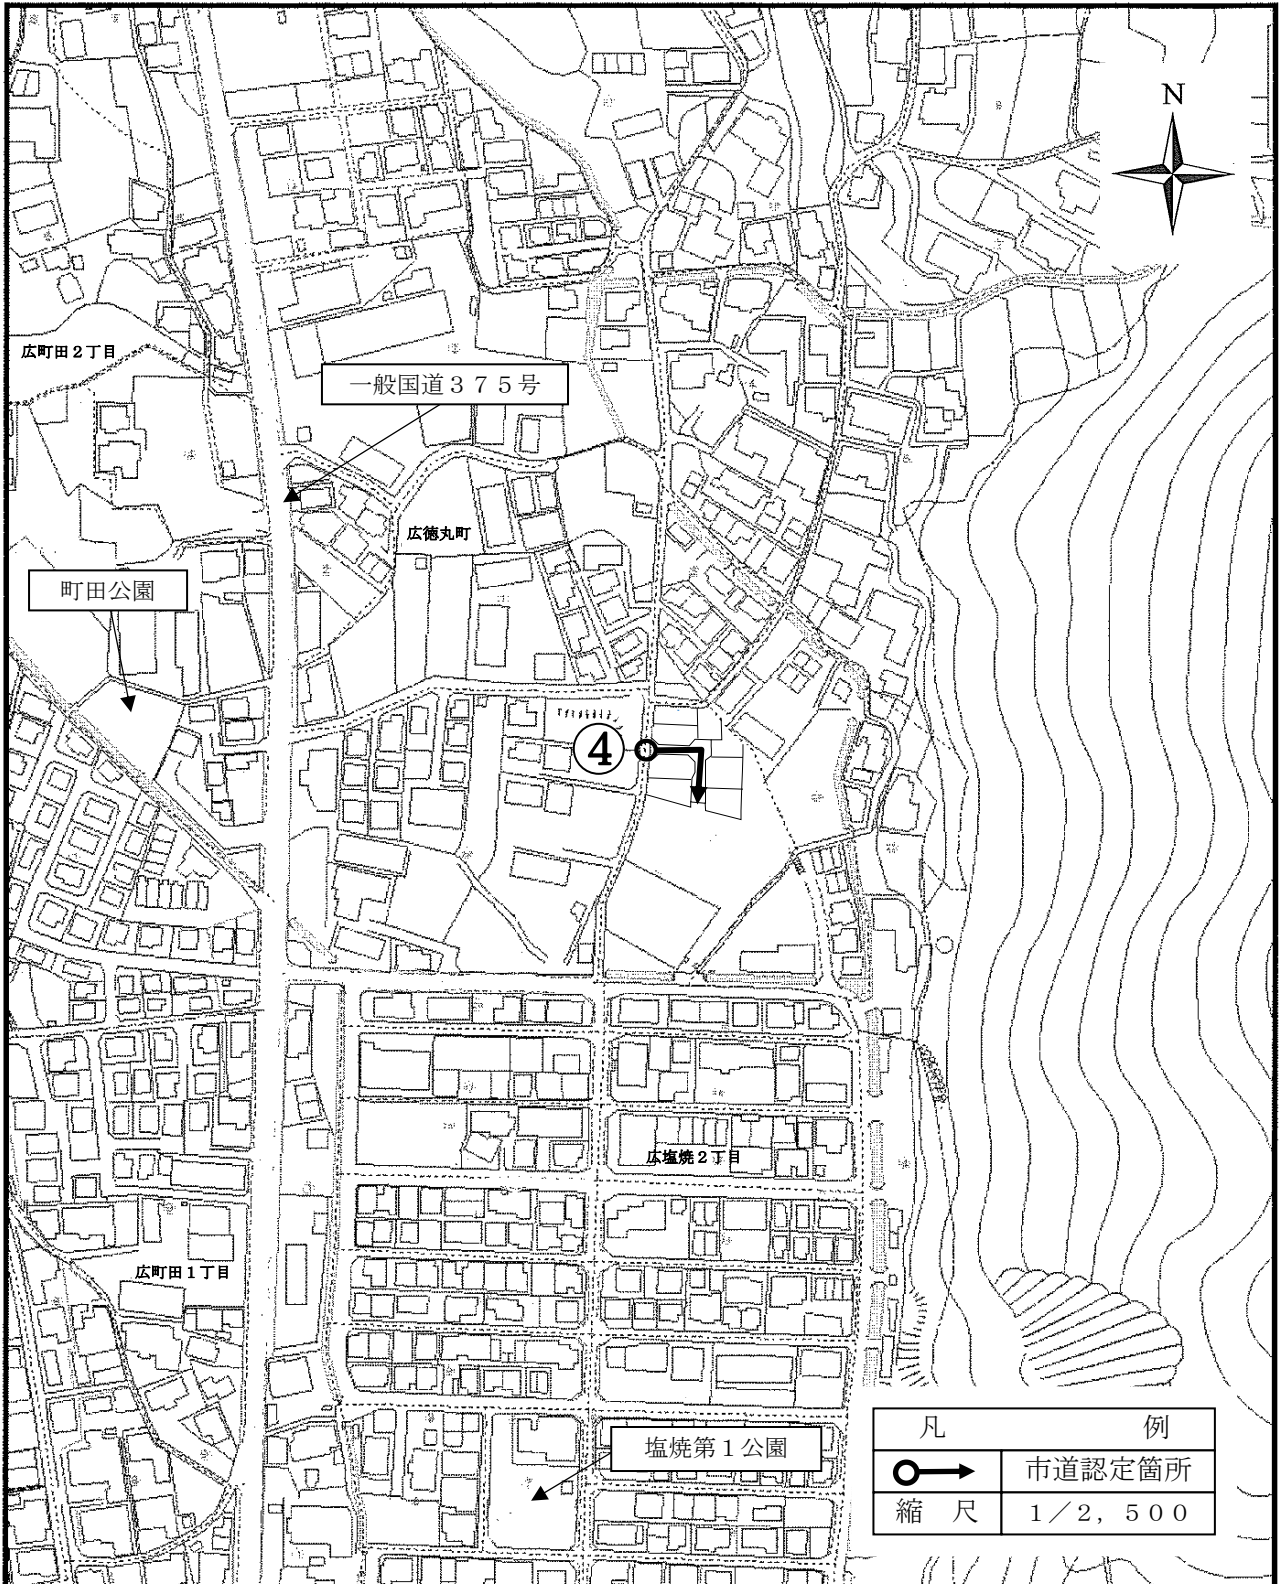 N
広町田２丁目
一般国道３７５号
広徳丸町
町田公園
④
広塩焼２丁目
広町田１丁目
塩焼第１公園
凡　例
市道認定箇所
縮　尺　１／２，５００